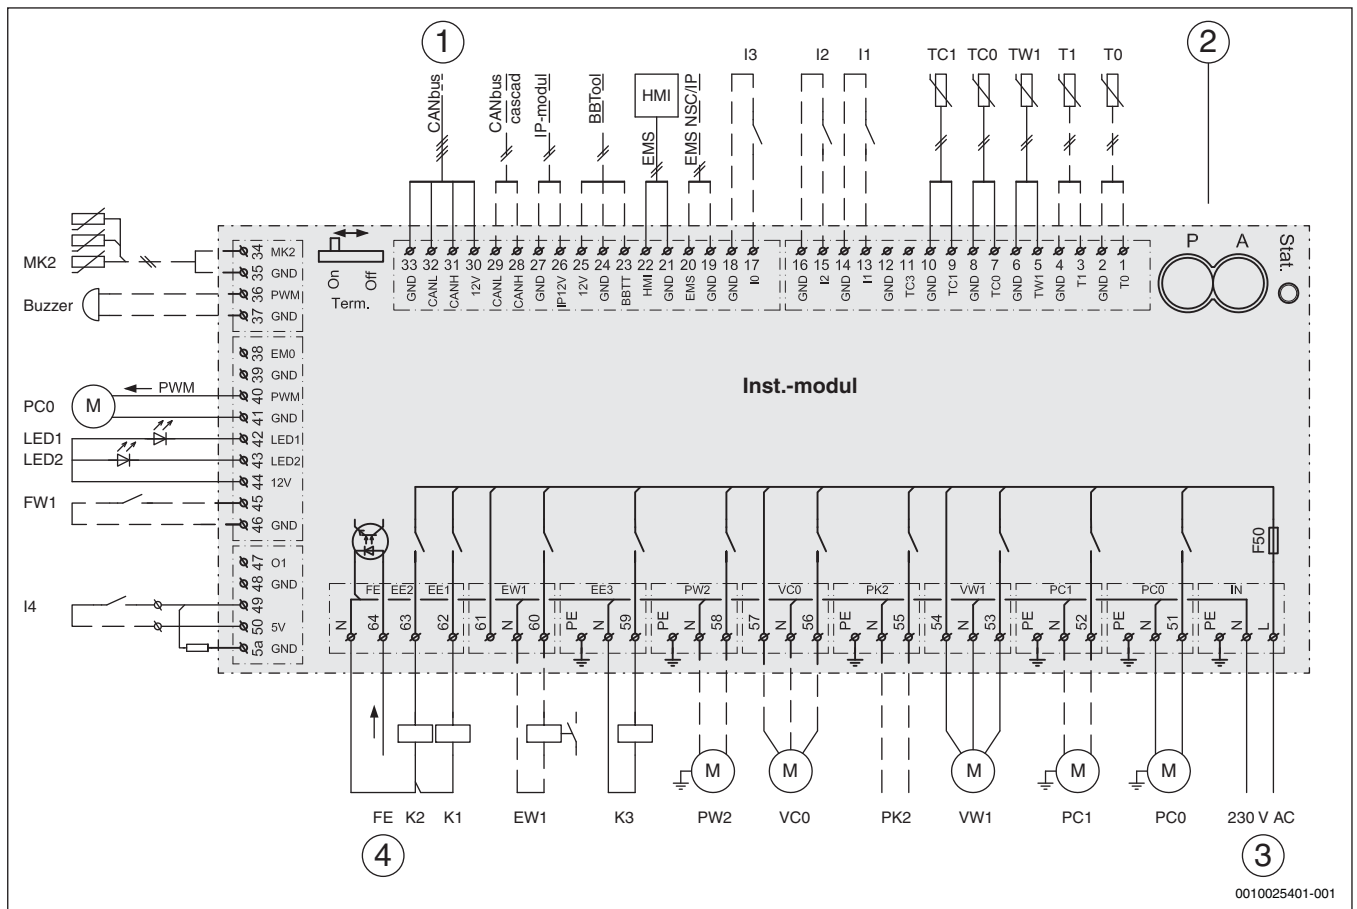 1
2
I3
I2
I1
TC1
TC0
TW1
T1
T0
CANbus
CANbus cascad
IP-modul
BBTool
HMI
EMS
EMS NSC/IP
P
A
Stat.
On
Off
Term.
33 32 31 30 29 28 27 26 25 24 23 22 21 20 19 18 17
GND CANL CANH 12V CANL CANH GND IP12V 12V GND BBTT HMI GND EMS GND GND I0
16 15 14 13 12 11 10 9 8 7 6 5 4 3 2 1
GND I2 GND I1 GND TC3 GND TC1 GND TC0 GND TW1 GND T1 GND T0
MK2
34 MK2
35 GND
Buzzer
36 PWM
37 GND
38 EM0
39 GND
PC0
M
PWM
40 PWM
41 GND
LED1
42 LED1
LED2
43 LED2
44 12V
FW1
45
46 GND
47 O1
48 GND
I4
49
50 5V
5a GND
Inst.-modul
F50
FE EE2 EE1 EW1 EE3 PW2 VC0 PK2 VW1 PC1 PC0 IN
N 64 63 62 61 N 60 PE N 59 PE N 58 57 N 56 PE N 55 54 N 53 PE N 52 PE N 51 PE N L
M M M M M
FE K2 K1 EW1 K3 PW2 VC0 PK2 VW1 PC1 PC0 230 V AC
4
3
0010025401-001